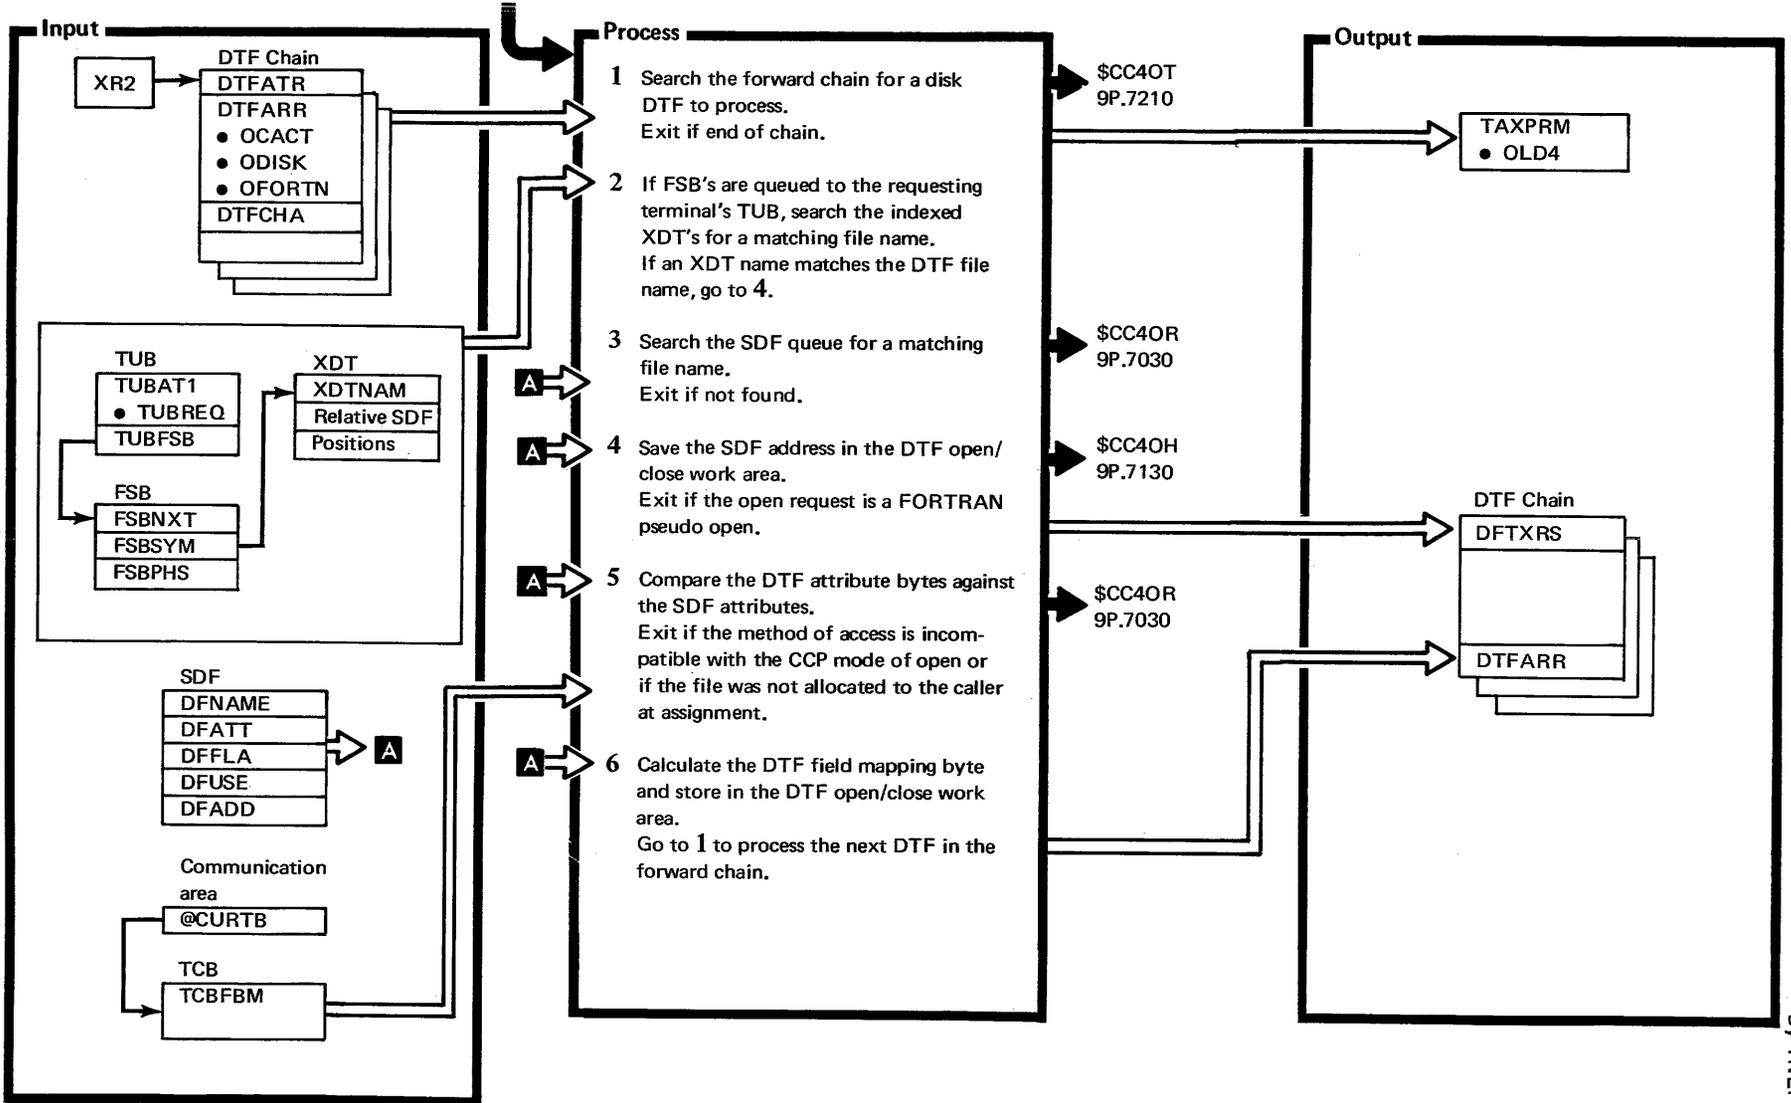 Input
XR2
DTF Chain
DTFATR
DTFARR
• OCACT
• ODISK
• OFORTN
DTFCHA
TUB
TUBAT1
• TUBREQ
TUBFSB
XDT
XDTNAM
Relative SDF
Positions
FSB
FSBNXT
FSBSYM
FSBPHS
SDF
DFNAME
DFATT
DFFLA
DFUSE
DFADD
A
Communication
area
@CURTB
TCB
TCBFBM
Process
1 Search the forward chain for a disk
DTF to process.
Exit if end of chain.
2 If FSB's are queued to the requesting
terminal's TUB, search the indexed
XDT's for a matching file name.
If an XDT name matches the DTF file
name, go to 4.
3 Search the SDF queue for a matching
file name.
A
Exit if not found.
A 4 Save the SDF address in the DTF open/
close work area.
Exit if the open request is a FORTRAN
pseudo open.
A 5 Compare the DTF attribute bytes against
the SDF attributes.
Exit if the method of access is incom-
patible with the CCP mode of open or
if the file was not allocated to the caller
at assignment.
A 6 Calculate the DTF field mapping byte
and store in the DTF open/close work
area.
Go to 1 to process the next DTF in the
forward chain.
$CC4OT
9P.7210
$CC4OR
9P.7030
$CC4OH
9P.7130
$CC4OR
9P.7030
Output
TAXPRM
• OLD4
DTF Chain
DFTXRS
DTFARR